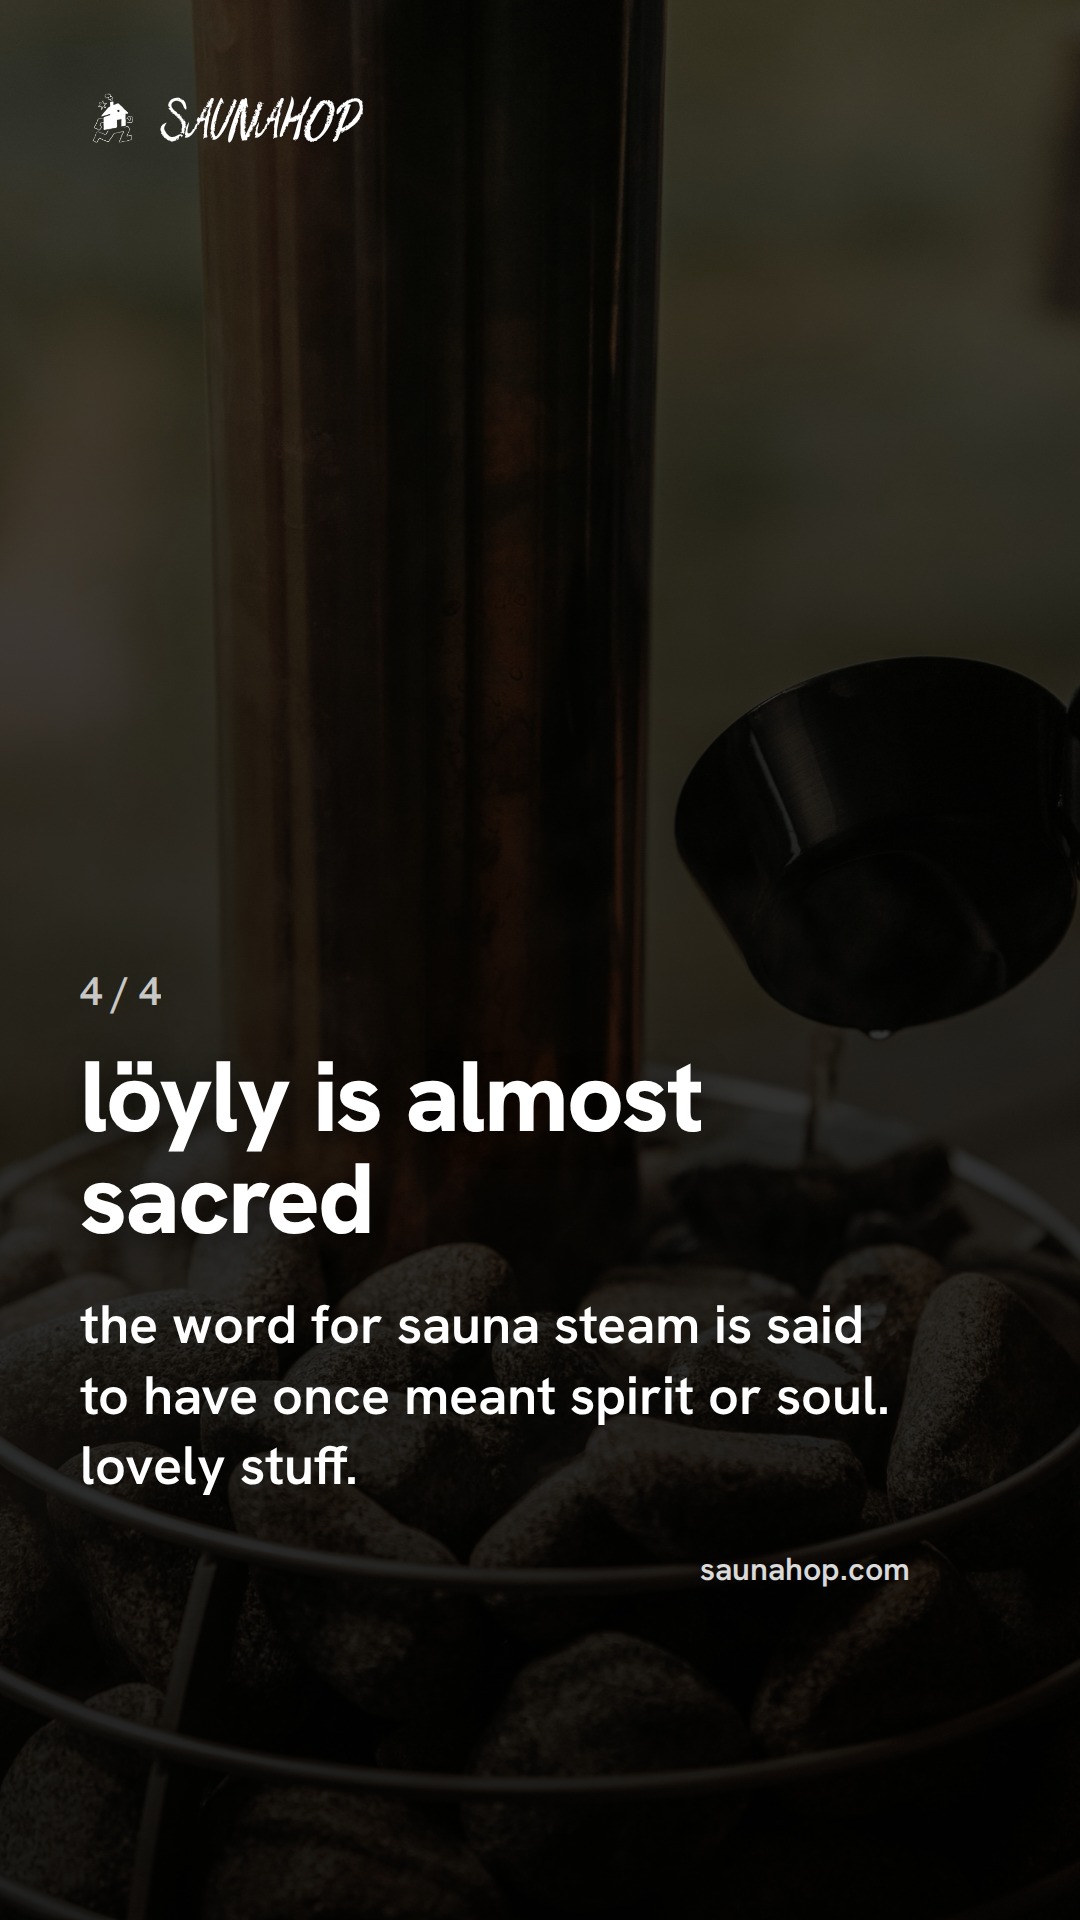 SAUNAHOP
4 / 4
löyly is almost
sacred
the word for sauna steam is said
to have once meant spirit or soul.
lovely stuff.
saunahop.com